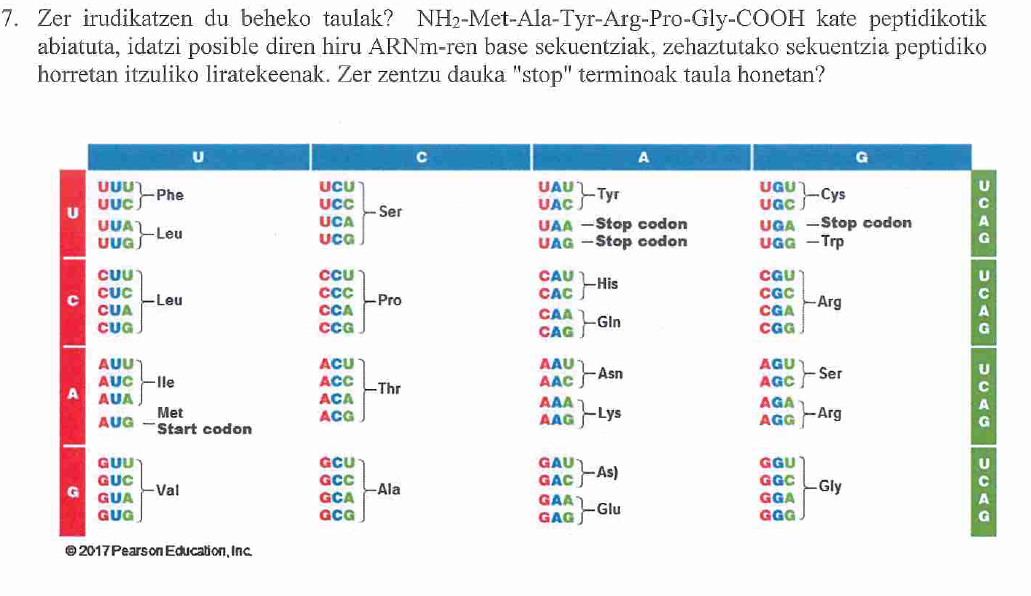 7. Zer irudikatzen du beheko taulak? NH2-Met-Ala-Tyr-Arg-Pro-Gly-COOH kate peptidikotik
abiatuta, idatzi posible diren hiru ARNm-ren base sekuentziak, zehaztutako sekuentzia peptidiko
horretan itzuliko liratekeenak. Zer zentzu dauka "stop" terminoak taula honetan?
U C A G
U
UUU
UUC
Phe
UUA
UUG
Leu
UCU
UCC
UCA
UCG
Ser
UAU
UAC
Tyr
UAA – Stop codon
UAG – Stop codon
UGU
UGC
Cys
UGA – Stop codon
UGG – Trp
U
C
A
G
C
CUU
CUC
CUA
CUG
Leu
CCU
CCC
CCA
CCG
Pro
CAU
CAC
His
CAA
CAG
Gln
CGU
CGC
CGA
CGG
Arg
U
C
A
G
A
AUU
AUC
AUA
Ile
AUG – Met
Start codon
ACU
ACC
ACA
ACG
Thr
AAU
AAC
Asn
AAA
AAG
Lys
AGU
AGC
Ser
AGA
AGG
Arg
U
C
A
G
G
GUU
GUC
GUA
GUG
Val
GCU
GCC
GCA
GCG
Ala
GAU
GAC
As)
GAA
GAG
Glu
GGU
GGC
GGA
GGG
Gly
U
C
A
G
© 2017 Pearson Education, Inc.